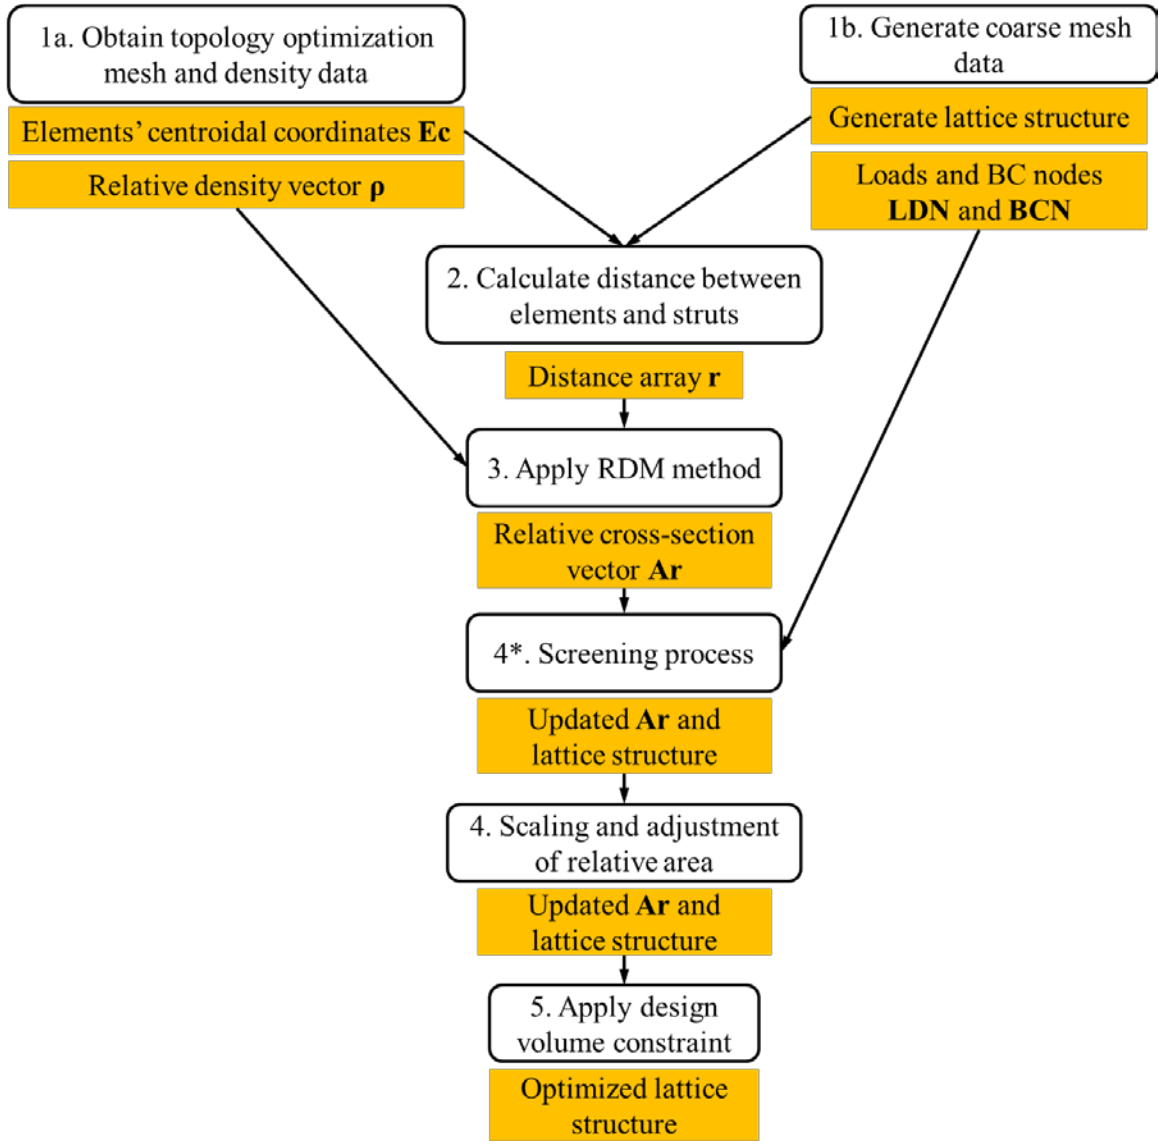 1a. Obtain topology optimization
mesh and density data
Elements’ centroidal coordinates Ec
Relative density vector ρ
1b. Generate coarse mesh
data
Generate lattice structure
Loads and BC nodes
LDN and BCN
2. Calculate distance between
elements and struts
Distance array r
3. Apply RDM method
Relative cross-section
vector Ar
4*. Screening process
Updated Ar and
lattice structure
4. Scaling and adjustment
of relative area
Updated Ar and
lattice structure
5. Apply design
volume constraint
Optimized lattice
structure